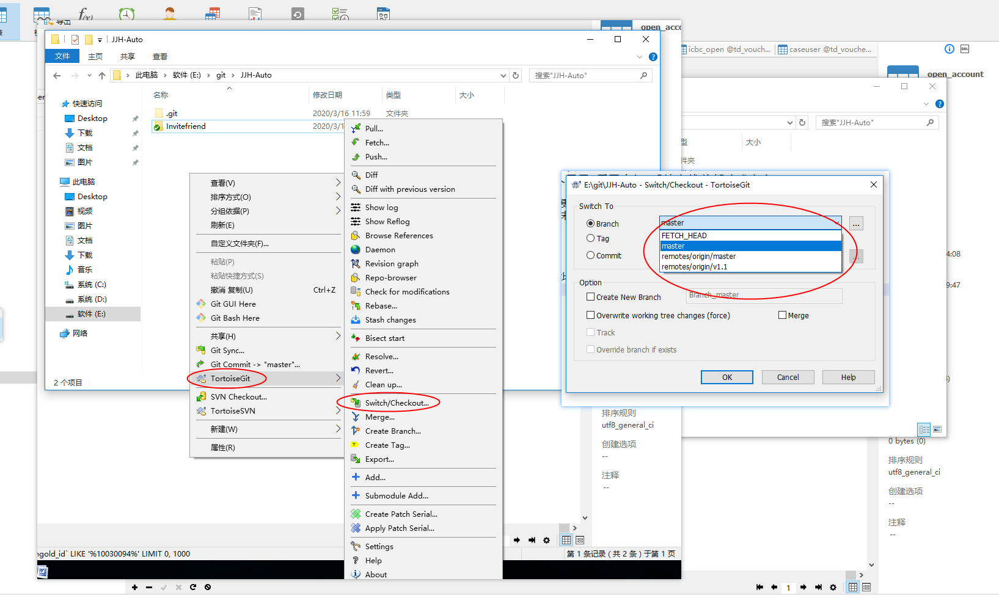 导出
JJH-Auto
文件
主页
共享
查看
此电脑
软件 (E:)
git
JJH-Auto
搜索"JJH-Auto"
名称
修改日期
类型
大小
.git
2020/3/16 11:59
文件夹
Invitefriend
2020/3/1
快速访问
Desktop
下载
文档
图片
此电脑
Desktop
视频
图片
文档
下载
音乐
系统 (C:)
系统 (D:)
软件 (E:)
网络
2 个项目
查看(V)
排序方式(O)
分组依据(P)
刷新(E)
自定义文件夹(F)...
粘贴(P)
粘贴快捷方式(S)
撤消 复制(U)
Ctrl+Z
Git GUI Here
Git Bash Here
共享(H)
Git Sync...
Git Commit -> "master"...
TortoiseGit
SVN Checkout...
TortoiseSVN
新建(W)
属性(R)
Pull...
Fetch...
Push...
Diff
Diff with previous version
Show log
Show Reflog
Browse References
Daemon
Revision graph
Repo-browser
Check for modifications
Rebase...
Stash changes
Bisect start
Resolve...
Revert...
Clean up...
Switch/Checkout...
Merge...
Create Branch...
Create Tag...
Export...
Add...
Submodule Add...
Create Patch Serial...
Apply Patch Serial...
Settings
Help
About
open_acco
icbc_open @td_vouch...
caseuser @td_vouche...
open_account
搜索"JJH-Auto"
型
大小
件夹
E:\git\JJH-Auto - Switch/Checkout - TortoiseGit
Switch To
Branch
master
...
Tag
Commit
FETCH_HEAD
master
remotes/origin/master
remotes/origin/v1.1
Option
Create New Branch
Branch_master
Overwrite working tree changes (force)
Merge
Track
Override branch if exists
OK
Cancel
Help
4:08
9:47
排序规则
utf8_general_ci
创建选项
--
注释
--
0 bytes (0)
排序规则
utf8_general_ci
创建选项
--
注释
--
ngold_id` LIKE '%10030094%' LIMIT 0, 1000
第 1 条记录 ( 共 2 条 ) 于第 1 页
1